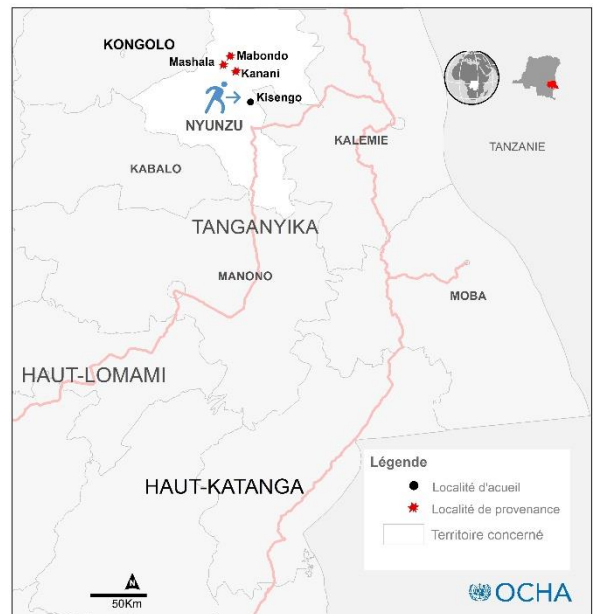 KONGOLO
Mabondo
Mashala
Kanani
Kisengo
NYUNZU
KALEMIE
TANZANIE
KABALO
TANGANYIKA
MANONO
MOBA
HAUT-LOMAMI
HAUT-KATANGA
Légende
Localité d'acueil
Localité de provenance
Territoire concerné
N
50Km
OCHA